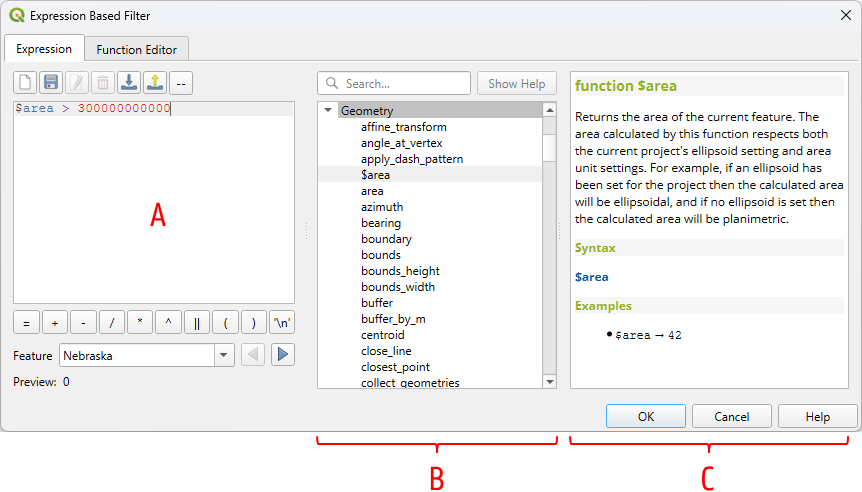 Expression Based Filter
Expression
Function Editor
--
Search...
Show Help
$area > 300000000000
A
= + - / * ^ || ( ) '\n'
Feature Nebraska
Preview: 0
Geometry
affine_transform
angle_at_vertex
apply_dash_pattern
$area
area
azimuth
bearing
boundary
bounds
bounds_height
bounds_width
buffer
buffer_by_m
centroid
close_line
closest_point
collect_geometries
function $area
Returns the area of the current feature. The
area calculated by this function respects both
the current project's ellipsoid setting and area
unit settings. For example, if an ellipsoid has
been set for the project then the calculated area
will be ellipsoidal, and if no ellipsoid is set then
the calculated area will be planimetric.
Syntax
$area
Examples
• $area → 42
OK
Cancel
Help
B
C